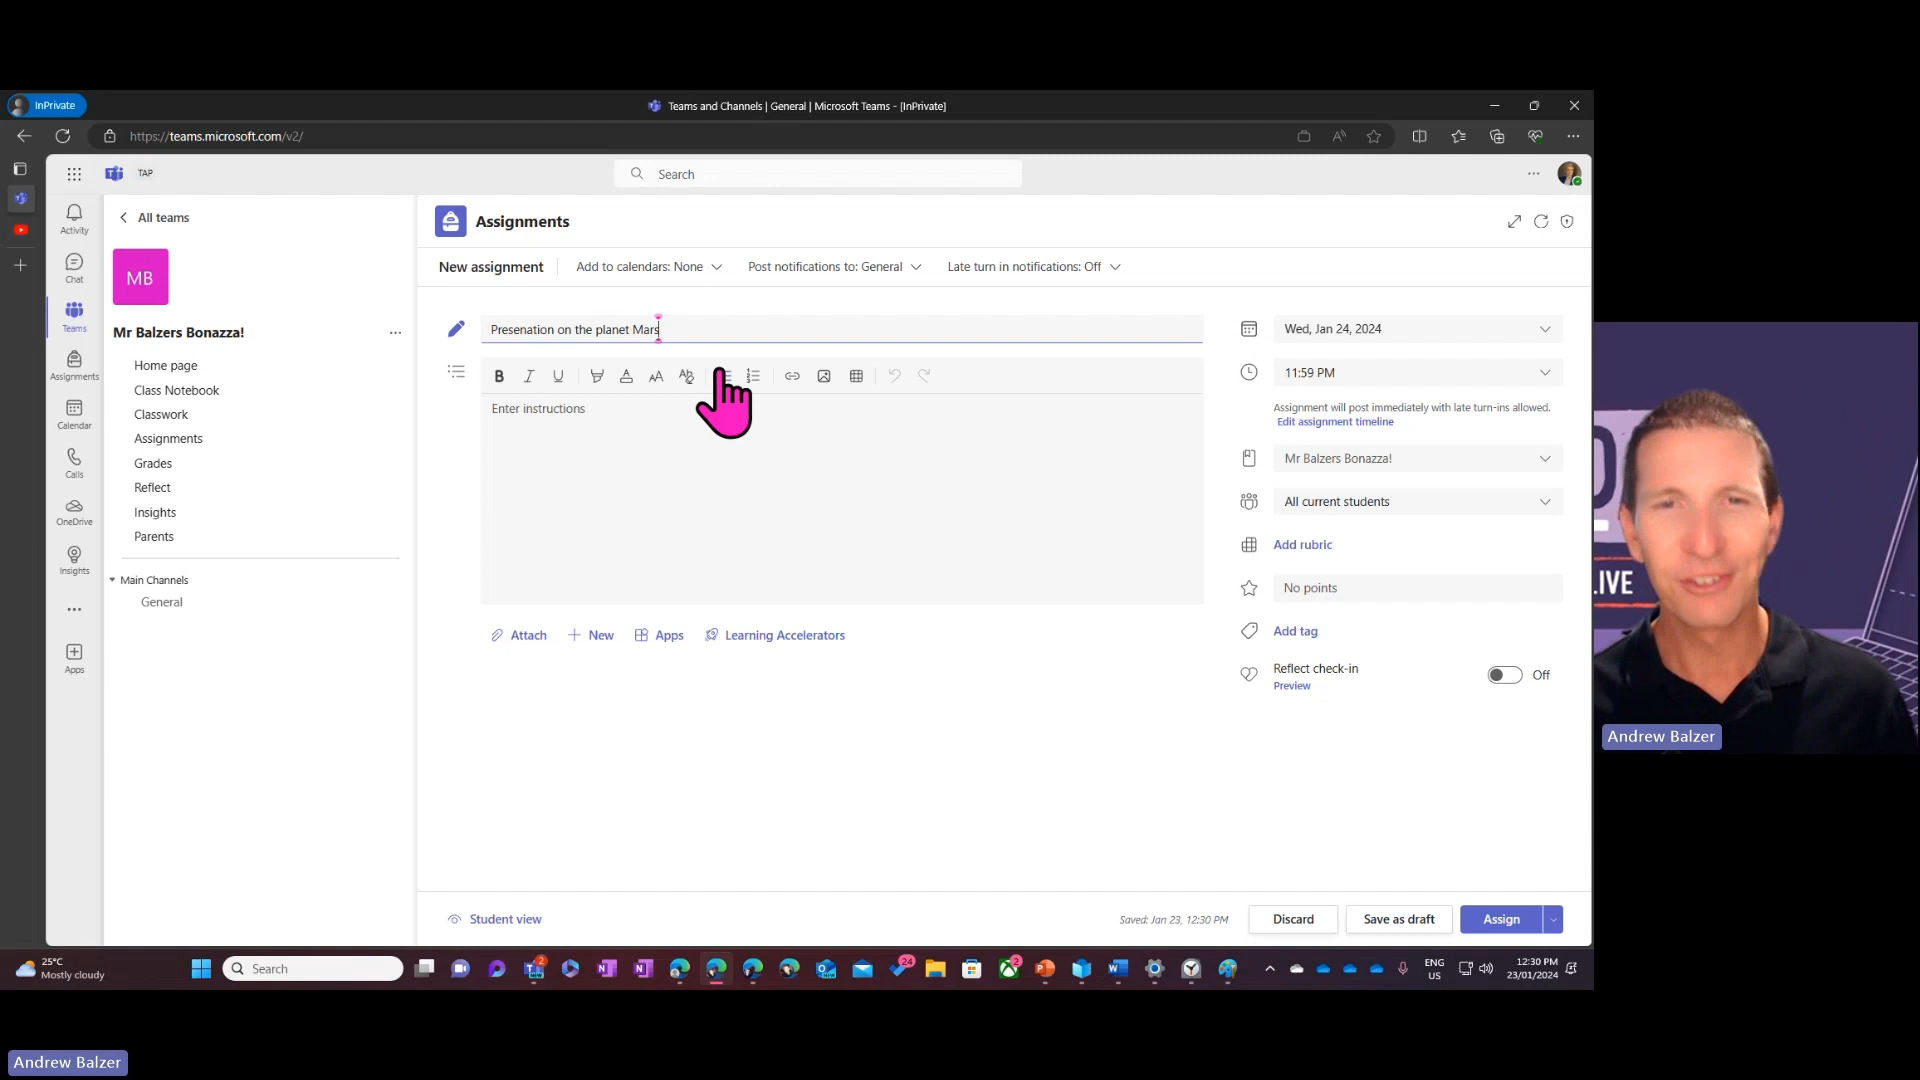 InPrivate
Teams and Channels | General | Microsoft Teams - [InPrivate]
https://teams.microsoft.com/v2/
TAP
Search
Activity
Chat
Teams
Assignments
Calendar
Calls
OneDrive
Insights
Apps
All teams
MB
Mr Balzers Bonazza!
Home page
Class Notebook
Classwork
Assignments
Grades
Reflect
Insights
Parents
Main Channels
General
Assignments
New assignment
Add to calendars: None
Post notifications to: General
Late turn in notifications: Off
Presenation on the planet Mars
Enter instructions
Attach
New
Apps
Learning Accelerators
Wed, Jan 24, 2024
11:59 PM
Assignment will post immediately with late turn-ins allowed.
Edit assignment timeline
Mr Balzers Bonazza!
All current students
Add rubric
No points
Add tag
Reflect check-in
Preview
Off
Student view
Saved: Jan 23, 12:30 PM
Discard
Save as draft
Assign
Andrew Balzer
25°C
Mostly cloudy
Search
2
24
2
ENG
US
12:30 PM
23/01/2024
Andrew Balzer